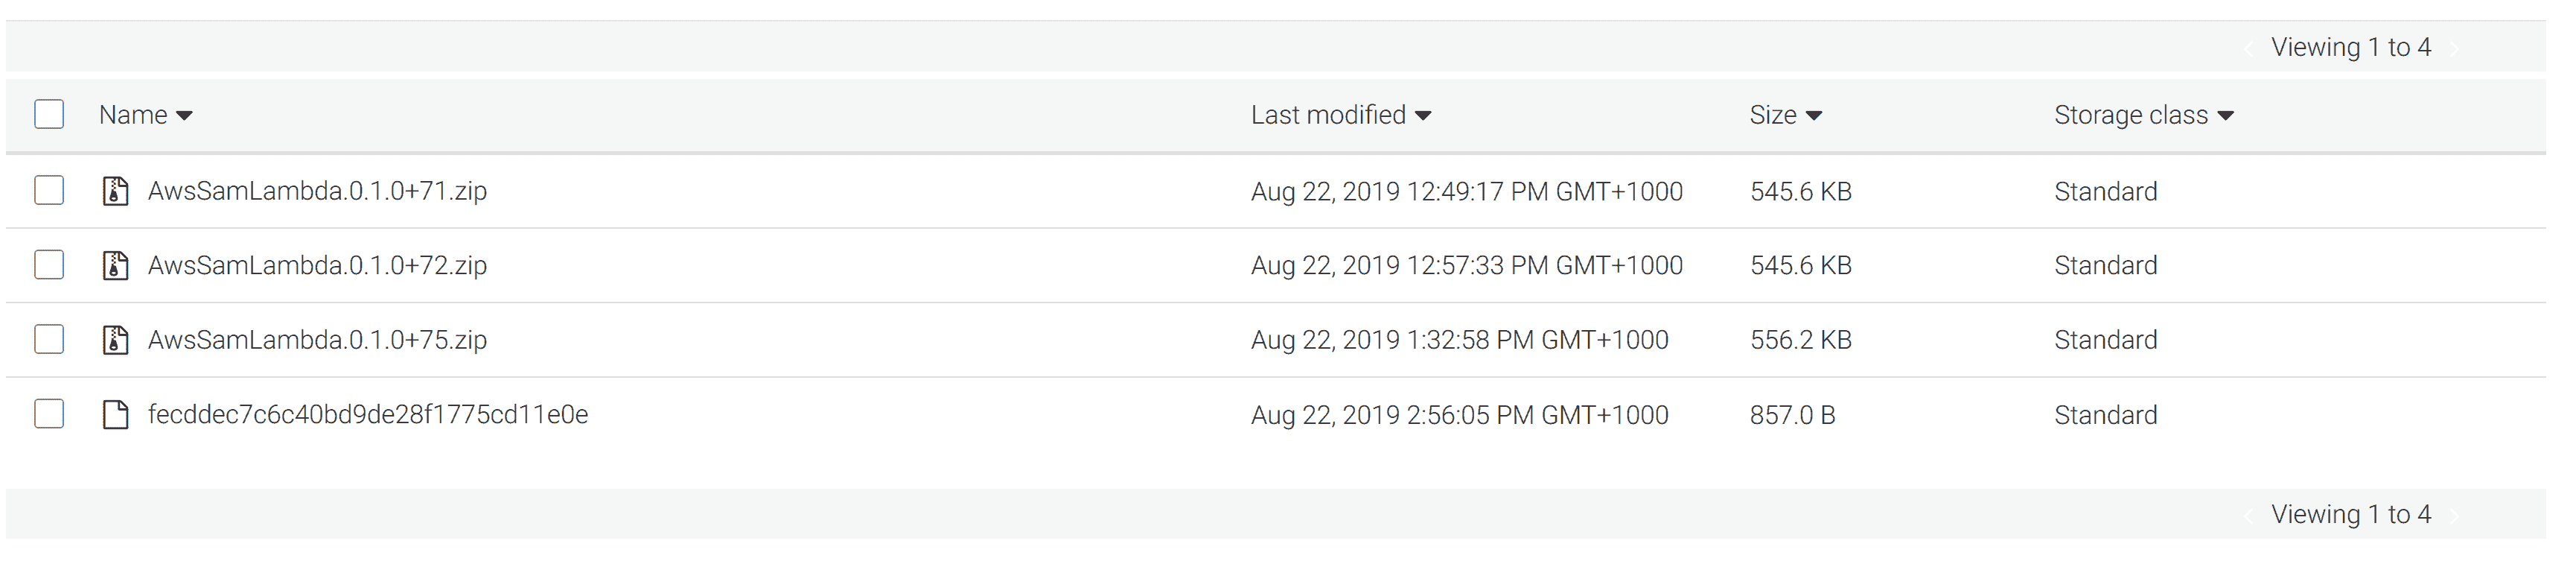 Viewing 1 to 4
Name Last modified Size Storage class
AwsSamLambda.0.1.0+71.zip Aug 22, 2019 12:49:17 PM GMT+1000 545.6 KB Standard
AwsSamLambda.0.1.0+72.zip Aug 22, 2019 12:57:33 PM GMT+1000 545.6 KB Standard
AwsSamLambda.0.1.0+75.zip Aug 22, 2019 1:32:58 PM GMT+1000 556.2 KB Standard
fecddec7c6c40bd9de28f1775cd11e0e Aug 22, 2019 2:56:05 PM GMT+1000 857.0 B Standard
Viewing 1 to 4